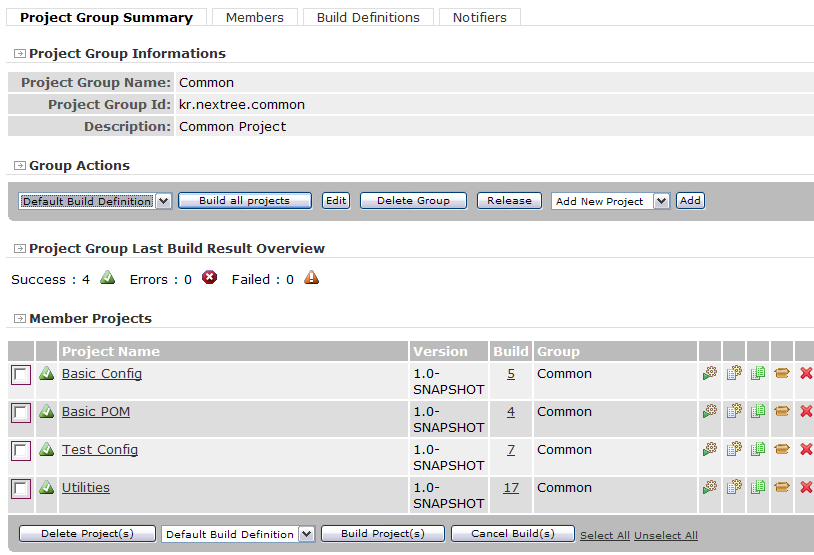 Project Group Summary Members Build Definitions Notifiers
Project Group Informations
Project Group Name: Common
Project Group Id: kr.nextree.common
Description: Common Project
Group Actions
Default Build Definition Build all projects Edit Delete Group Release Add New Project Add
Project Group Last Build Result Overview
Success : 4 Errors : 0 Failed : 0
Member Projects
Project Name Version Build Group
Basic Config 1.0- 5 Common
SNAPSHOT
Basic POM 1.0- 4 Common
SNAPSHOT
Test Config 1.0- 7 Common
SNAPSHOT
Utilities 1.0- 17 Common
SNAPSHOT
Delete Project(s) Default Build Definition Build Project(s) Cancel Build(s) Select All Unselect All